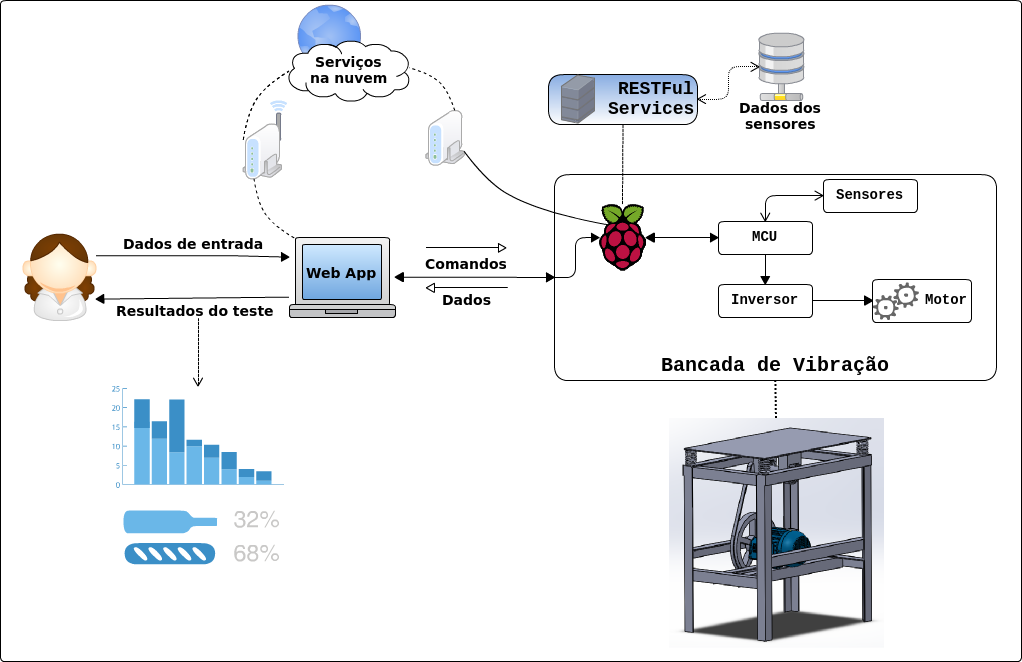 Serviços
na nuvem
RESTFul
Services
Dados dos
sensores
Sensores
Dados de entrada
MCU
Web App
Comandos
Dados
Inversor
Motor
Resultados do teste
Bancada de Vibração
25
20
15
10
5
0
32%
68%